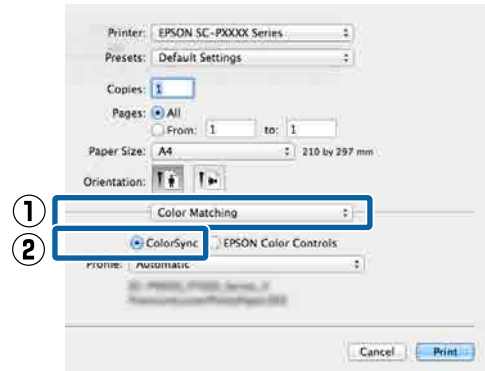 Printer: EPSON SC-PXXXX Series
Presets: Default Settings
Copies: 1
Pages: All
From: 1 to: 1
Paper Size: A4 210 by 297 mm
Orientation:
① Color Matching
② ColorSync EPSON Color Controls
Profile: Automatic
Cancel Print